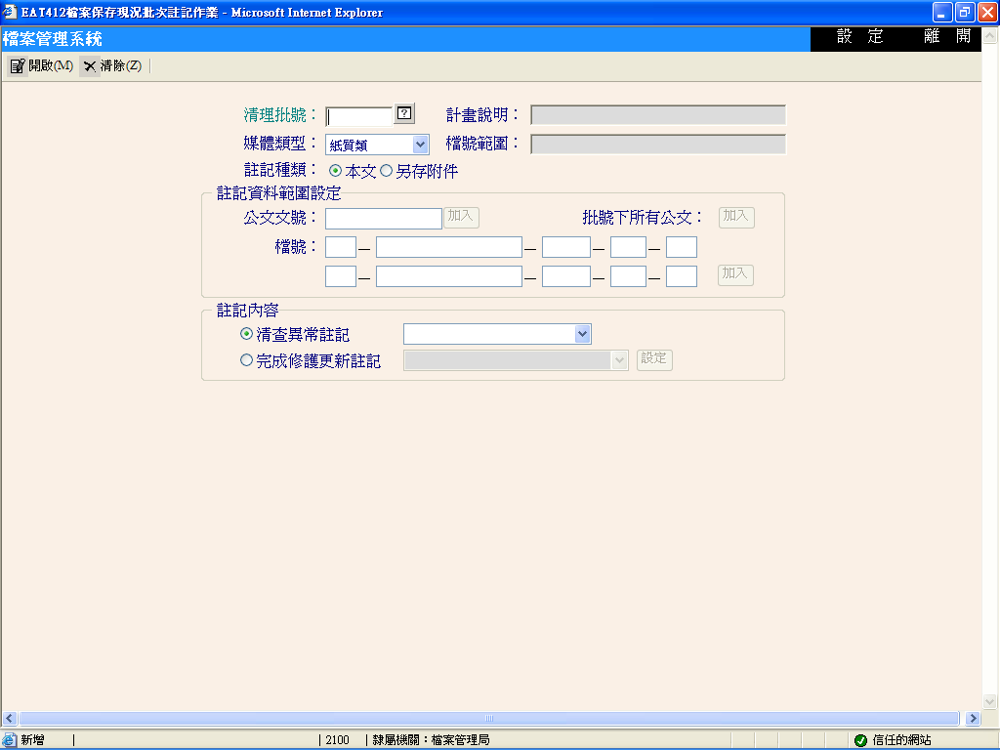 EAT412檔案保存現況批次註記作業 - Microsoft Internet Explorer
檔案管理系統 設定 離開
開啟(M) 清除(Z)
清理批號： ? 計畫說明：
媒體類型： 紙質類 檔號範圍：
註記種類： 本文 另存附件
註記資料範圍設定
公文文號： 加入 批號下所有公文： 加入
檔號： — — — —
— — — — 加入
註記內容
清查異常註記
完成修護更新註記 設定
新增 2100 隸屬機關：檔案管理局 信任的網站